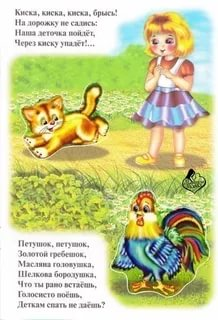 Киска, киска, киска, брысь!
На дорожку не садись:
Наша деточка пойдёт,
Через киску упадёт!...
Петушок, петушок,
Золотой гребешок,
Масляна головушка,
Шелкова бородушка,
Что ты рано встаёшь,
Голосисто поёшь,
Деткам спать не даёшь?